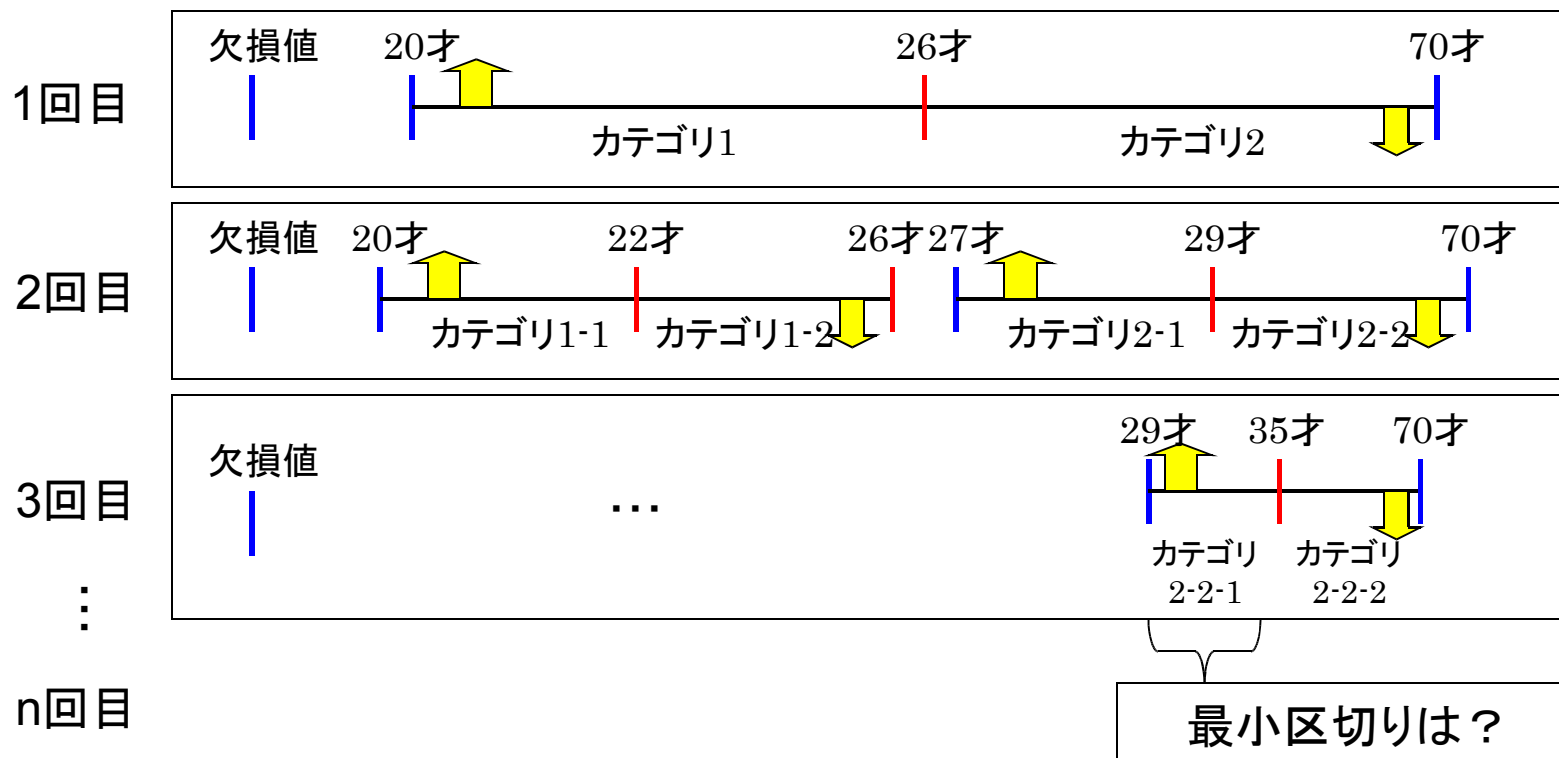 1回目
欠損値 20才 26才 70才
カテゴリ1 カテゴリ2
2回目
欠損値 20才 22才 26才 27才 29才 70才
カテゴリ1-1 カテゴリ1-2 カテゴリ2-1 カテゴリ2-2
3回目
欠損値 … 29才 35才 70才
カテゴリ カテゴリ
2-2-1 2-2-2
⋮
n回目
最小区切りは？